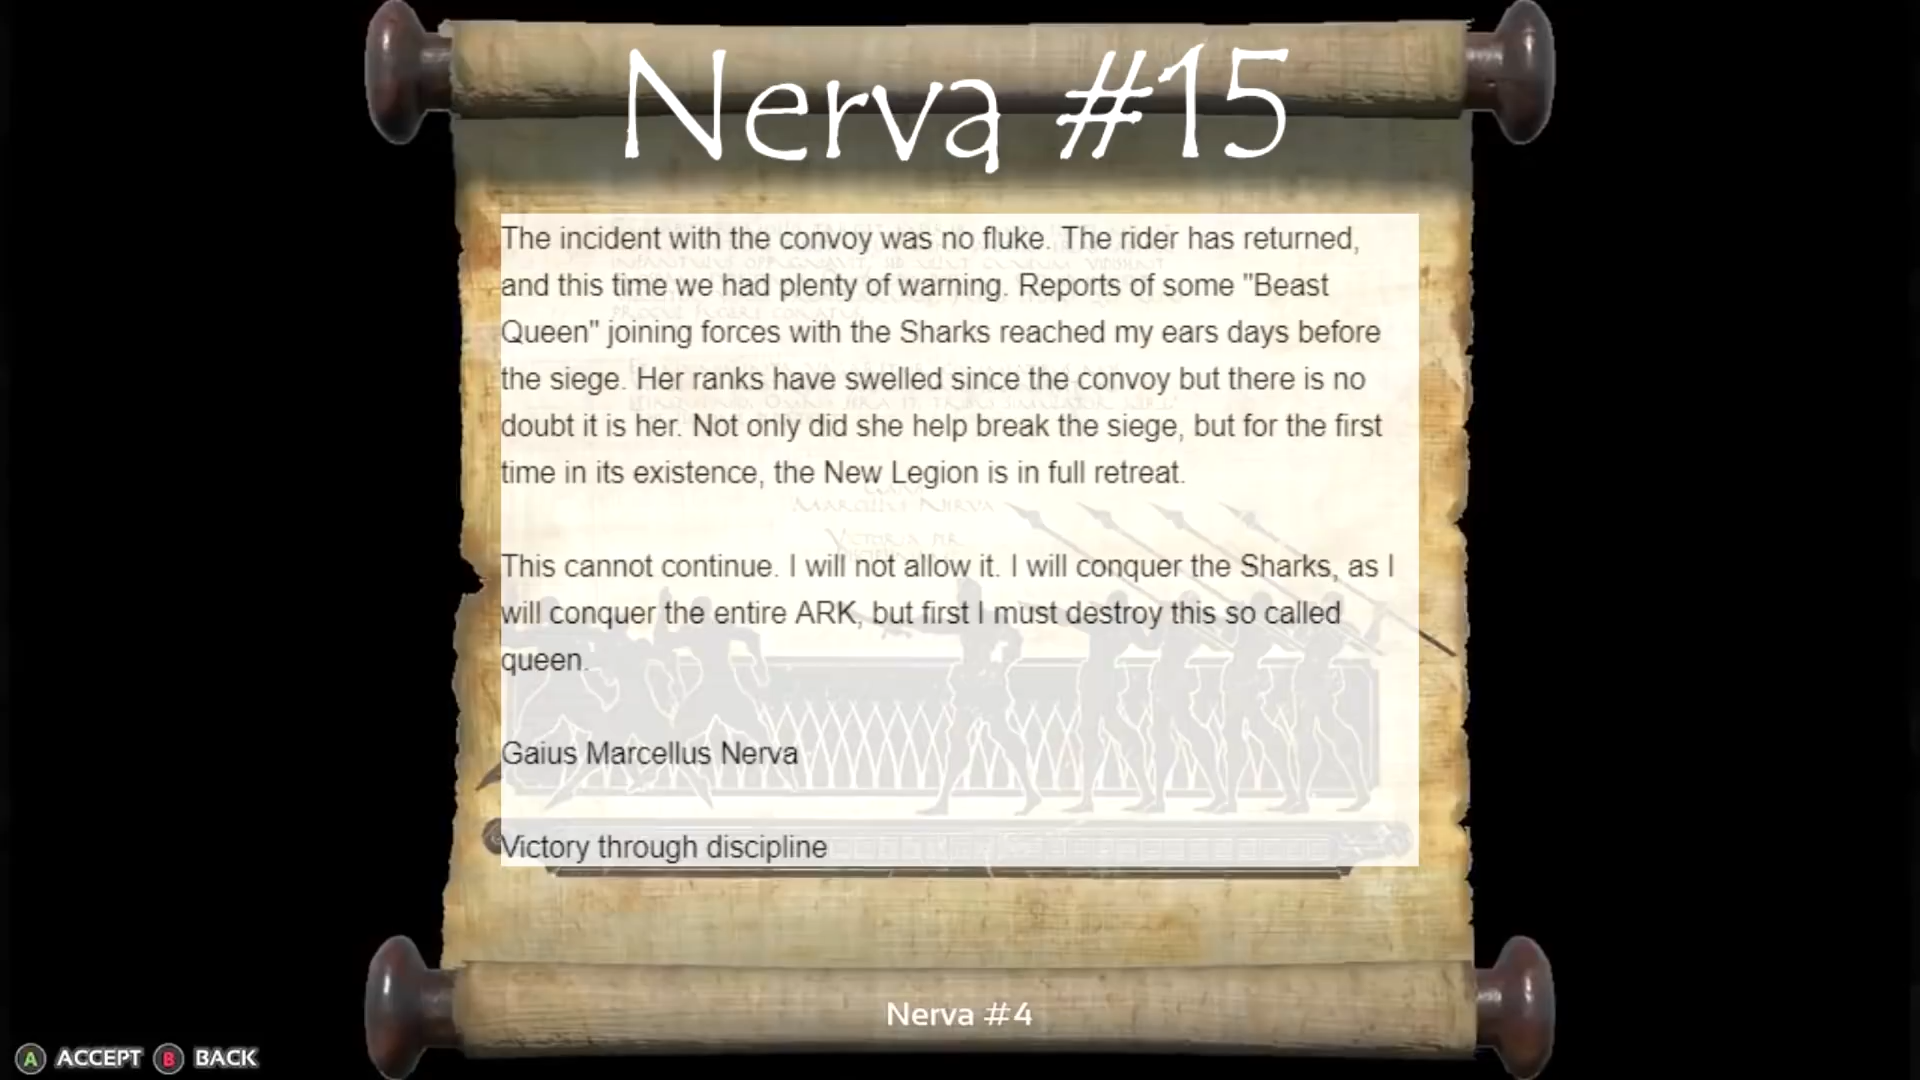 Nerva #15
The incident with the convoy was no fluke. The rider has returned,
and this time we had plenty of warning. Reports of some "Beast
Queen" joining forces with the Sharks reached my ears days before
the siege. Her ranks have swelled since the convoy but there is no
doubt it is her. Not only did she help break the siege, but for the first
time in its existence, the New Legion is in full retreat.
This cannot continue. I will not allow it. I will conquer the Sharks, as I
will conquer the entire ARK, but first I must destroy this so called
queen.
Gaius Marcellus Nerva
Victory through discipline
Nerva #4
A ACCEPT B BACK